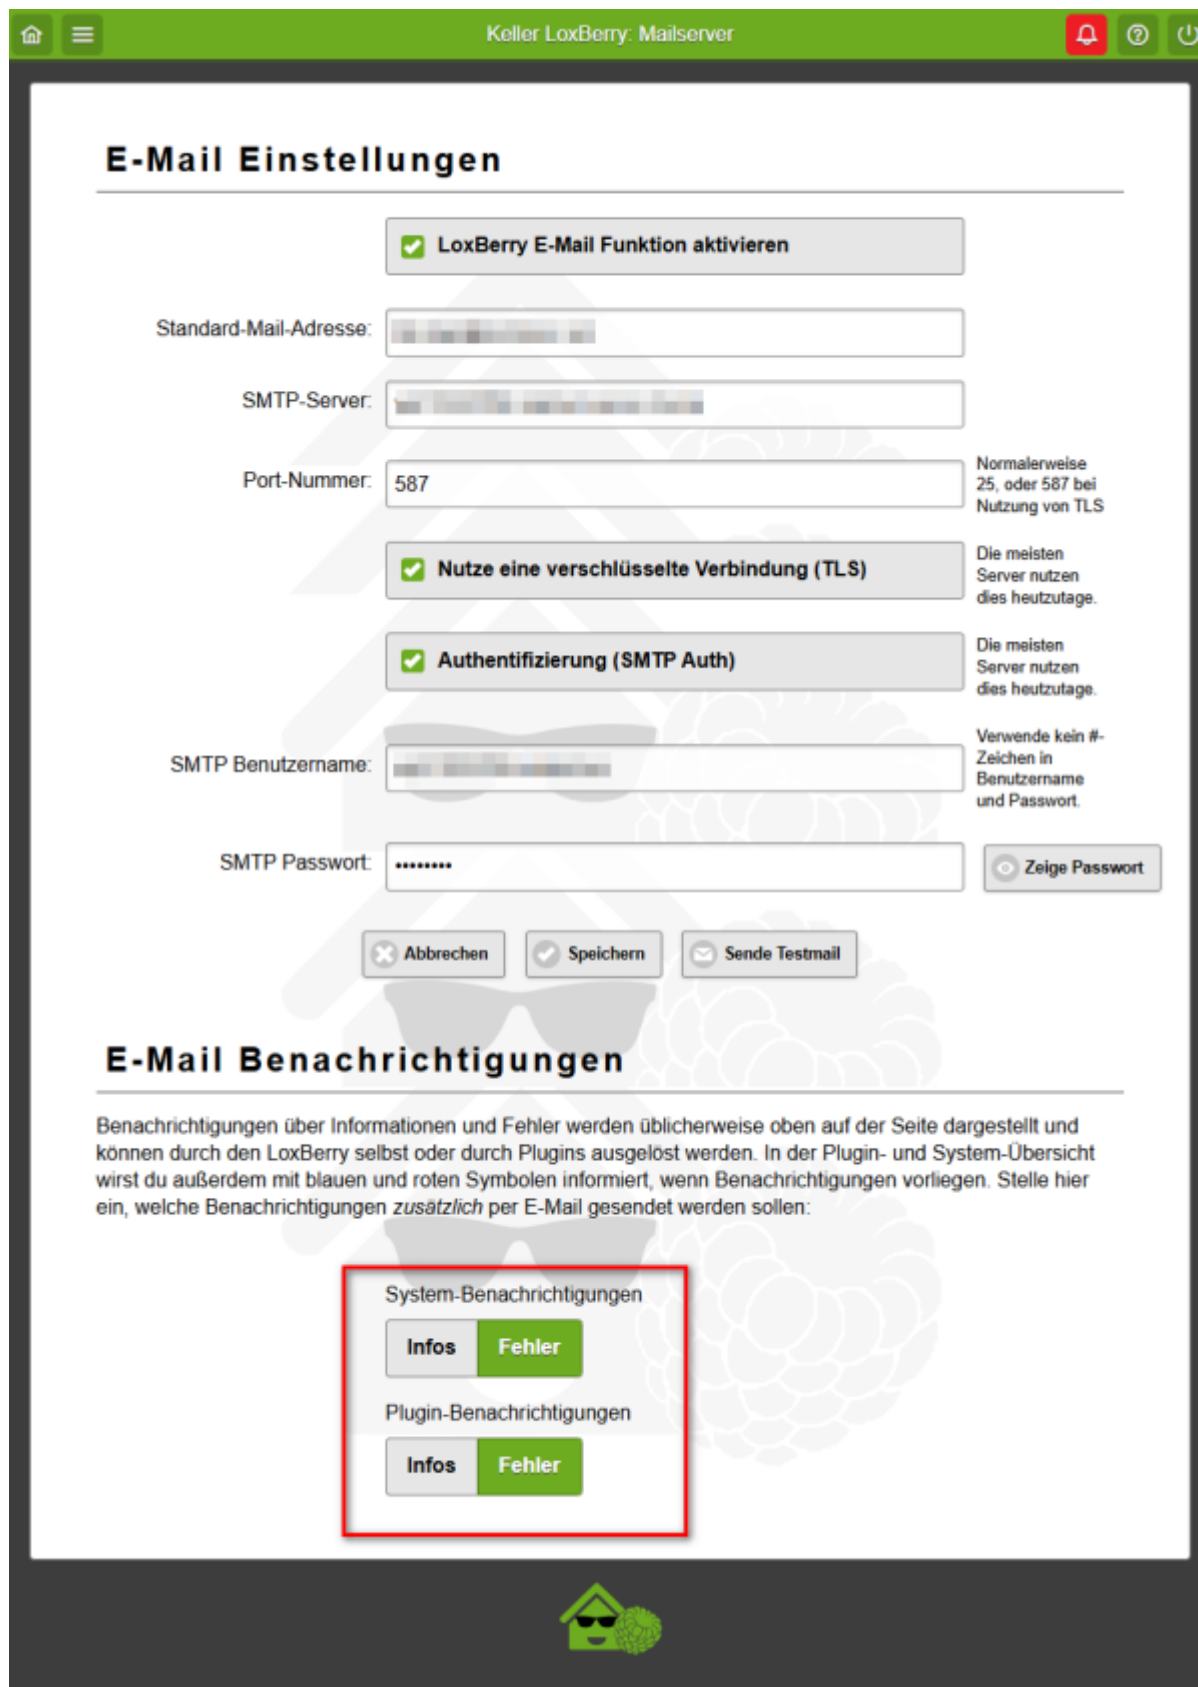 Keller LoxBerry: Mailserver
E-Mail Einstellungen
LoxBerry E-Mail Funktion aktivieren
Standard-Mail-Adresse:
SMTP-Server:
Port-Nummer:
587
Normalerweise
25, oder 587 bei
Nutzung von TLS
Nutze eine verschlüsselte Verbindung (TLS)
Die meisten
Server nutzen
dies heutzutage.
Authentifizierung (SMTP Auth)
Die meisten
Server nutzen
dies heutzutage.
SMTP Benutzername:
Verwende kein #-
Zeichen in
Benutzername
und Passwort.
SMTP Passwort:
••••••••
Zeige Passwort
Abbrechen
Speichern
Sende Testmail
E-Mail Benachrichtigungen
Benachrichtigungen über Informationen und Fehler werden üblicherweise oben auf der Seite dargestellt und
können durch den LoxBerry selbst oder durch Plugins ausgelöst werden. In der Plugin- und System-Übersicht
wirst du außerdem mit blauen und roten Symbolen informiert, wenn Benachrichtigungen vorliegen. Stelle hier
ein, welche Benachrichtigungen zusätzlich per E-Mail gesendet werden sollen:
System-Benachrichtigungen
Infos Fehler
Plugin-Benachrichtigungen
Infos Fehler